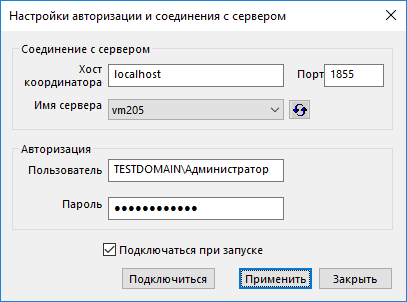 Настройки авторизации и соединения с сервером
Соединение с сервером
Хост координатора localhost Порт 1855
Имя сервера vm205
Авторизация
Пользователь TESTDOMAIN\Администратор
Пароль ●●●●●●●●●●●●
Подключаться при запуске
Подключиться Применить Закрыть